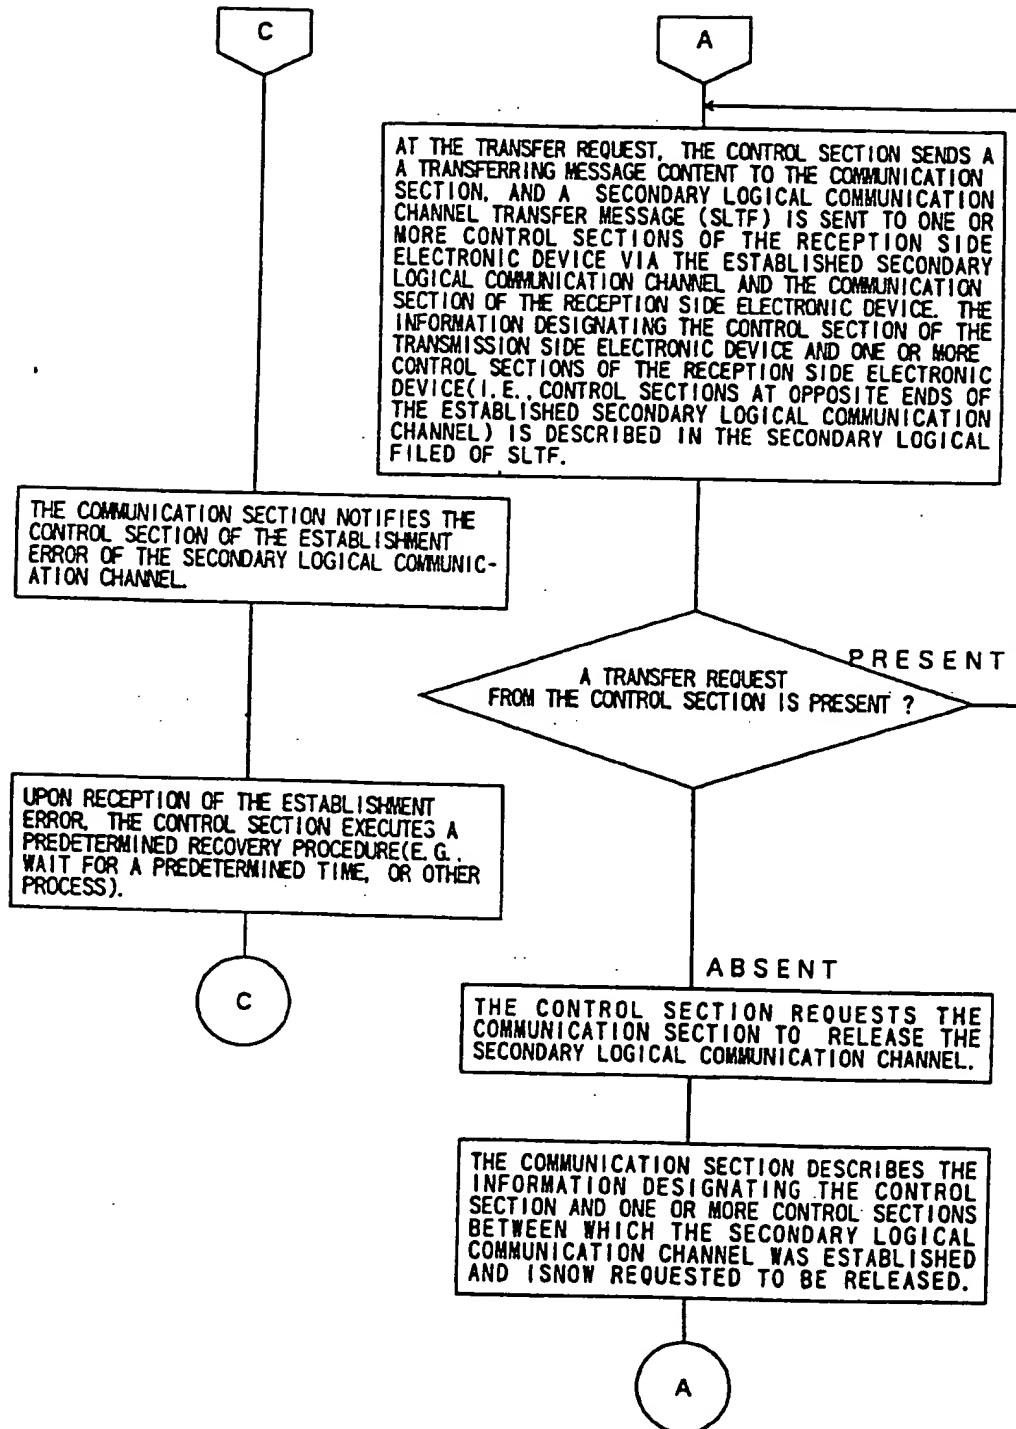 C
THE COMMUNICATION SECTION NOTIFIES THE
CONTROL SECTION OF THE ESTABLISHMENT
ERROR OF THE SECONDARY LOGICAL COMMUNIC-
ATION CHANNEL.
UPON RECEPTION OF THE ESTABLISHMENT
ERROR, THE CONTROL SECTION EXECUTES A
PREDETERMINED RECOVERY PROCEDURE(E.G.,
WAIT FOR A PREDETERMINED TIME, OR OTHER
PROCESS).
C
A
AT THE TRANSFER REQUEST, THE CONTROL SECTION SENDS A
A TRANSFERRING MESSAGE CONTENT TO THE COMMUNICATION
SECTION, AND A SECONDARY LOGICAL COMMUNICATION
CHANNEL TRANSFER MESSAGE (SLTF) IS SENT TO ONE OR
MORE CONTROL SECTIONS OF THE RECEPTION SIDE
ELECTRONIC DEVICE VIA THE ESTABLISHED SECONDARY
LOGICAL COMMUNICATION CHANNEL AND THE COMMUNICATION
SECTION OF THE RECEPTION SIDE ELECTRONIC DEVICE. THE
INFORMATION DESIGNATING THE CONTROL SECTION OF THE
TRANSMISSION SIDE ELECTRONIC DEVICE AND ONE OR MORE
CONTROL SECTIONS OF THE RECEPTION SIDE ELECTRONIC
DEVICE(I.E., CONTROL SECTIONS AT OPPOSITE ENDS OF
THE ESTABLISHED SECONDARY LOGICAL COMMUNICATION
CHANNEL) IS DESCRIBED IN THE SECONDARY LOGICAL
FILED OF SLTF.
A TRANSFER REQUEST
FROM THE CONTROL SECTION IS PRESENT ?
PRESENT
ABSENT
THE CONTROL SECTION REQUESTS THE
COMMUNICATION SECTION TO RELEASE THE
SECONDARY LOGICAL COMMUNICATION CHANNEL.
THE COMMUNICATION SECTION DESCRIBES THE
INFORMATION DESIGNATING THE CONTROL
SECTION AND ONE OR MORE CONTROL SECTIONS
BETWEEN WHICH THE SECONDARY LOGICAL
COMMUNICATION CHANNEL WAS ESTABLISHED
AND ISNOW REQUESTED TO BE RELEASED.
A